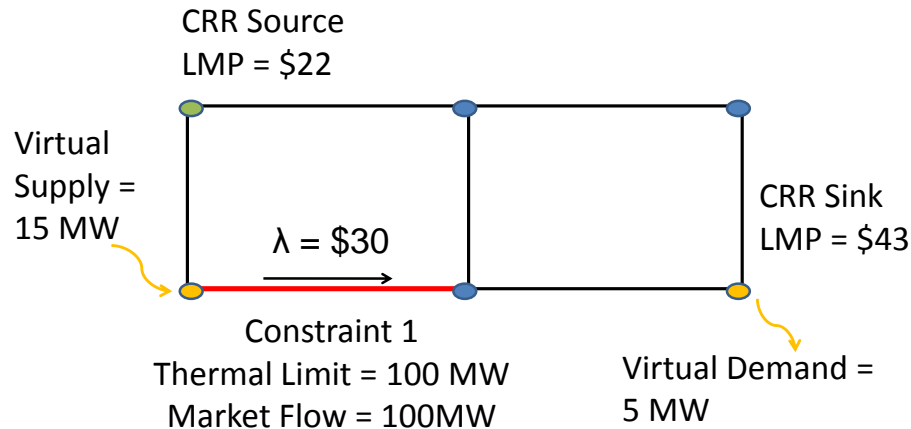 CRR Source
LMP = $22
Virtual
Supply =
15 MW
λ = $30
CRR Sink
LMP = $43
Constraint 1
Thermal Limit = 100 MW
Market Flow = 100MW
Virtual Demand =
5 MW